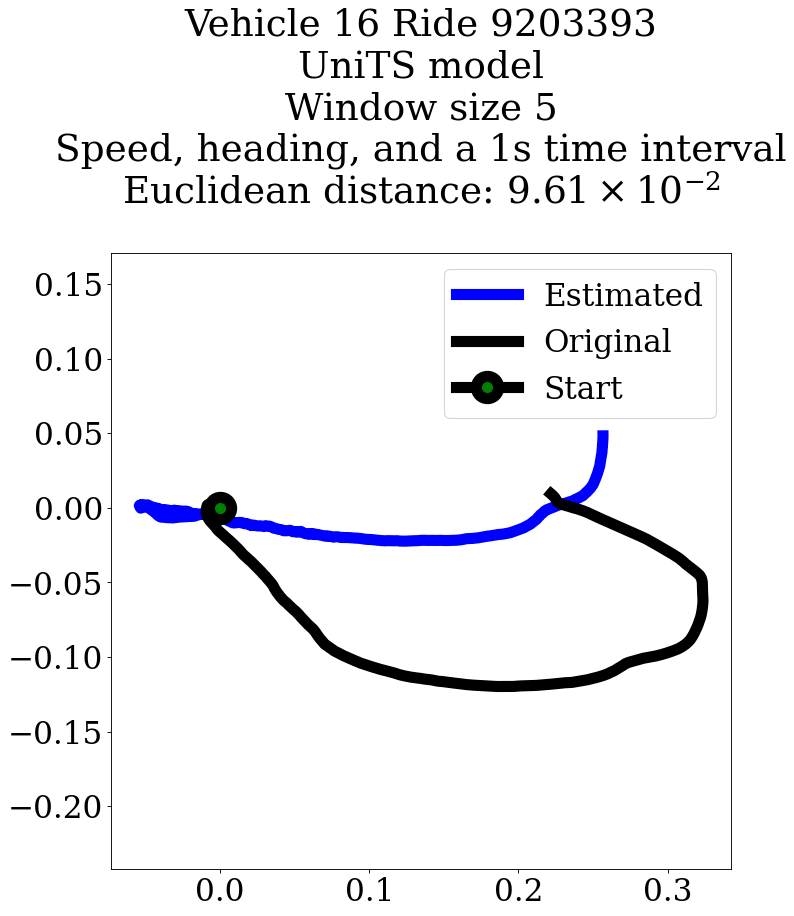 Vehicle 16 Ride 9203393
UniTS model
Window size 5
Speed, heading, and a 1s time interval
Euclidean distance: 9.61 × 10⁻²
Estimated
Original
Start
0.15
0.10
0.05
0.00
−0.05
−0.10
−0.15
−0.20
0.0 0.1 0.2 0.3